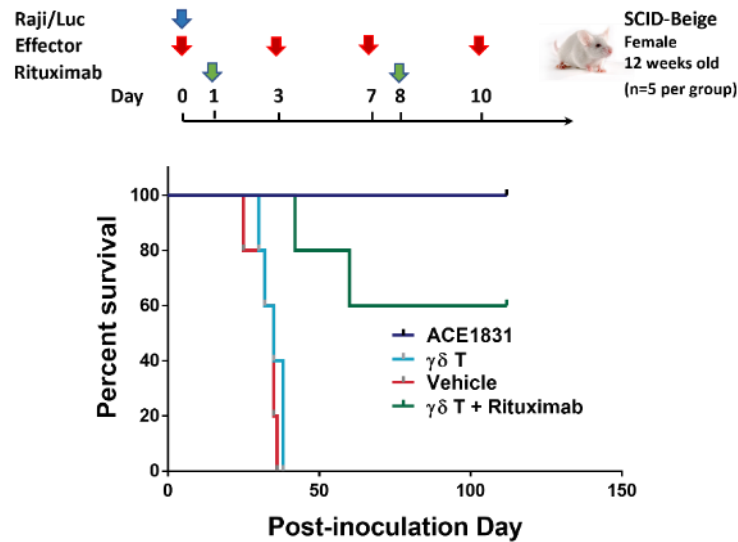 Raji/Luc
Effector
Rituximab
Day 0 1 3 7 8 10
SCID-Beige
Female
12 weeks old
(n=5 per group)
Percent survival
100
80
60
40
20
0
ACE1831
γδ T
Vehicle
γδ T + Rituximab
0 50 100 150
Post-inoculation Day